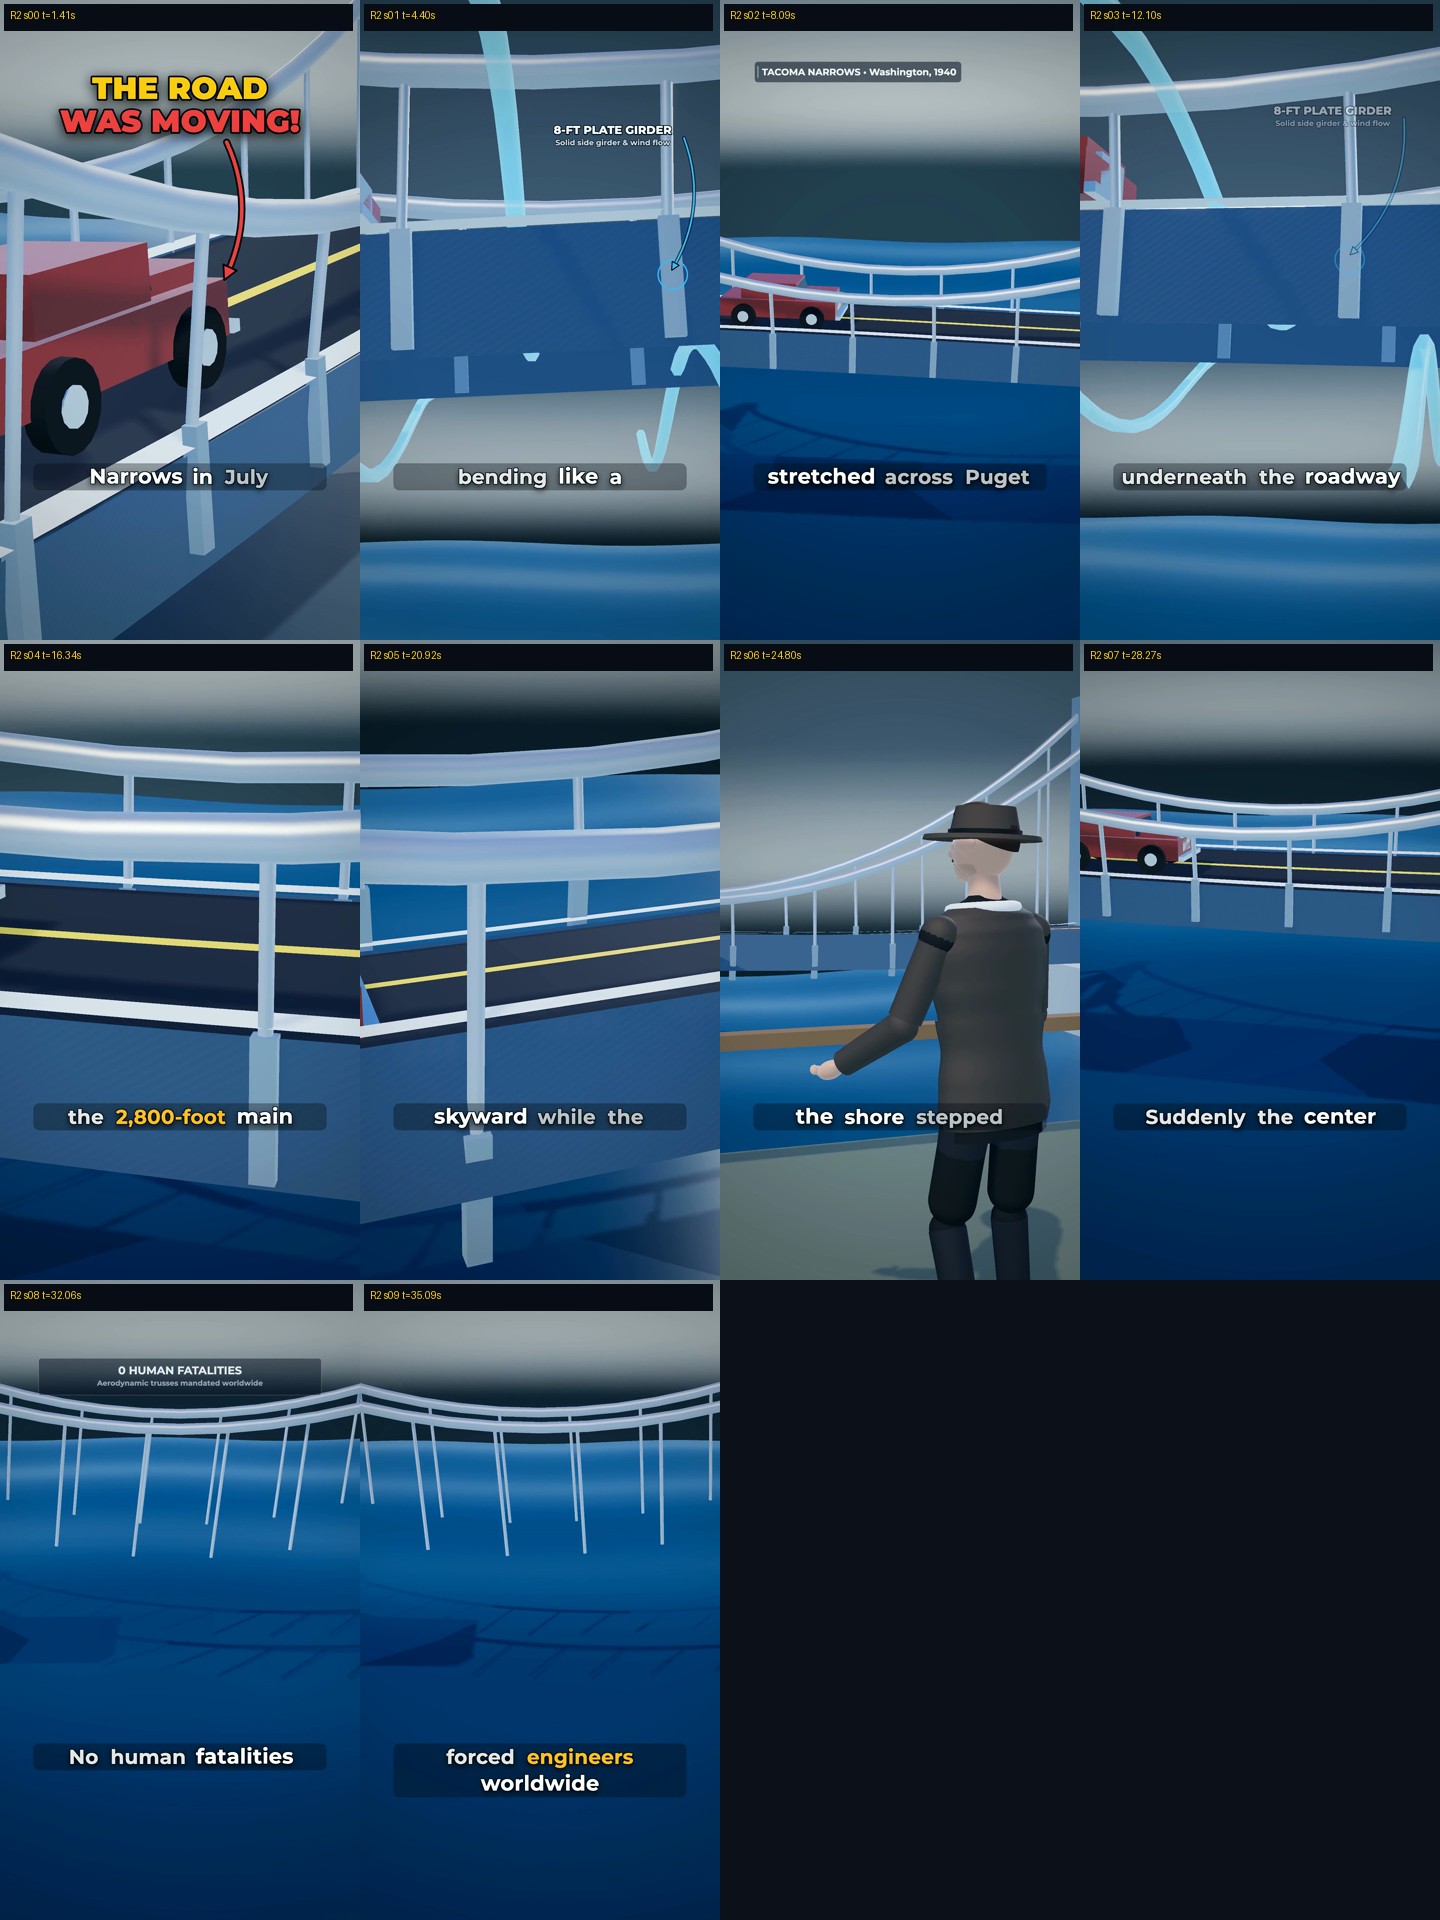 R2 s00 t=1.41s
THE ROAD
WAS MOVING!
Narrows in July
R2 s01 t=4.40s
8-FT PLATE GIRDER
Solid side girder & wind flow
bending like a
R2 s02 t=8.09s
TACOMA NARROWS • Washington, 1940
stretched across Puget
R2 s03 t=12.10s
8-FT PLATE GIRDER
Solid side girder & wind flow
underneath the roadway
R2 s04 t=16.34s
the 2,800-foot main
R2 s05 t=20.92s
skyward while the
R2 s06 t=24.80s
the shore stepped
R2 s07 t=28.27s
Suddenly the center
R2 s08 t=32.06s
0 HUMAN FATALITIES
Aerodynamic trusses mandated worldwide
No human fatalities
R2 s09 t=35.09s
forced engineers
worldwide